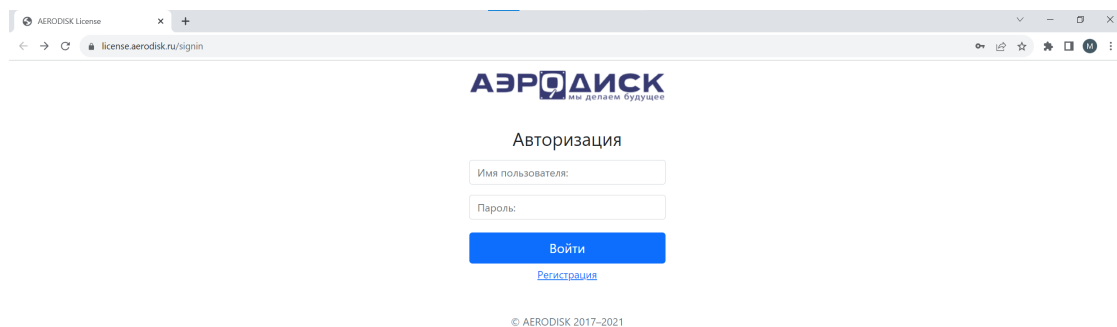 AERODISK License
license.aerodisk.ru/signin
M
АЭРОДИСК
мы делаем будущее
Авторизация
Имя пользователя:
Пароль:
Войти
Регистрация
© AERODISK 2017–2021